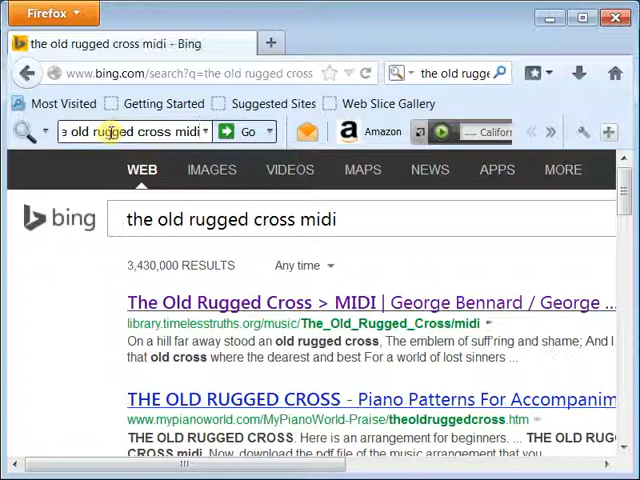 Firefox
the old rugged cross midi - Bing
www.bing.com/search?q=the old rugged cross
the old rugge
Most Visited Getting Started Suggested Sites Web Slice Gallery
old rugged cross midi Go Amazon ..... Californ
WEB IMAGES VIDEOS MAPS NEWS APPS MORE
bing the old rugged cross midi
3,430,000 RESULTS Any time
The Old Rugged Cross > MIDI | George Bennard / George ...
library.timelesstruths.org/music/The_Old_Rugged_Cross/midi
On a hill far away stood an old rugged cross, The emblem of suff'ring and shame; And I
that old cross where the dearest and best For a world of lost sinners ...
THE OLD RUGGED CROSS - Piano Patterns For Accompanim
www.mypianoworld.com/MyPianoWorld-Praise/theoldruggedcross.htm
THE OLD RUGGED CROSS. Here is an arrangement for beginners. ... THE OLD RUGG
CROSS midi. Now, download the pdf file of the music arrangement that you